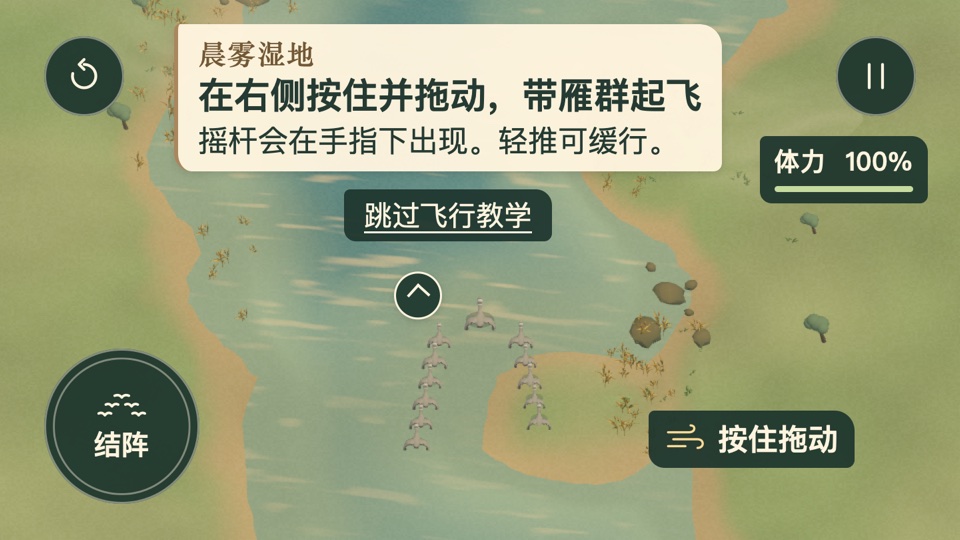 晨雾湿地
在右侧按住并拖动，带雁群起飞
摇杆会在手指下出现。轻推可缓行。
体力 100%
跳过飞行教学
结阵
按住拖动